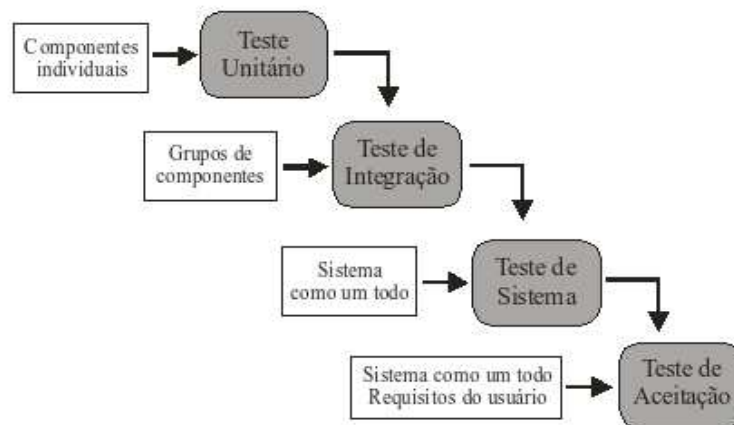 Componentes
individuais
Teste
Unitário
Grupos de
componentes
Teste de
Integração
Sistema
como um todo
Teste de
Sistema
Sistema como um todo
Requisitos do usuário
Teste de
Aceitação